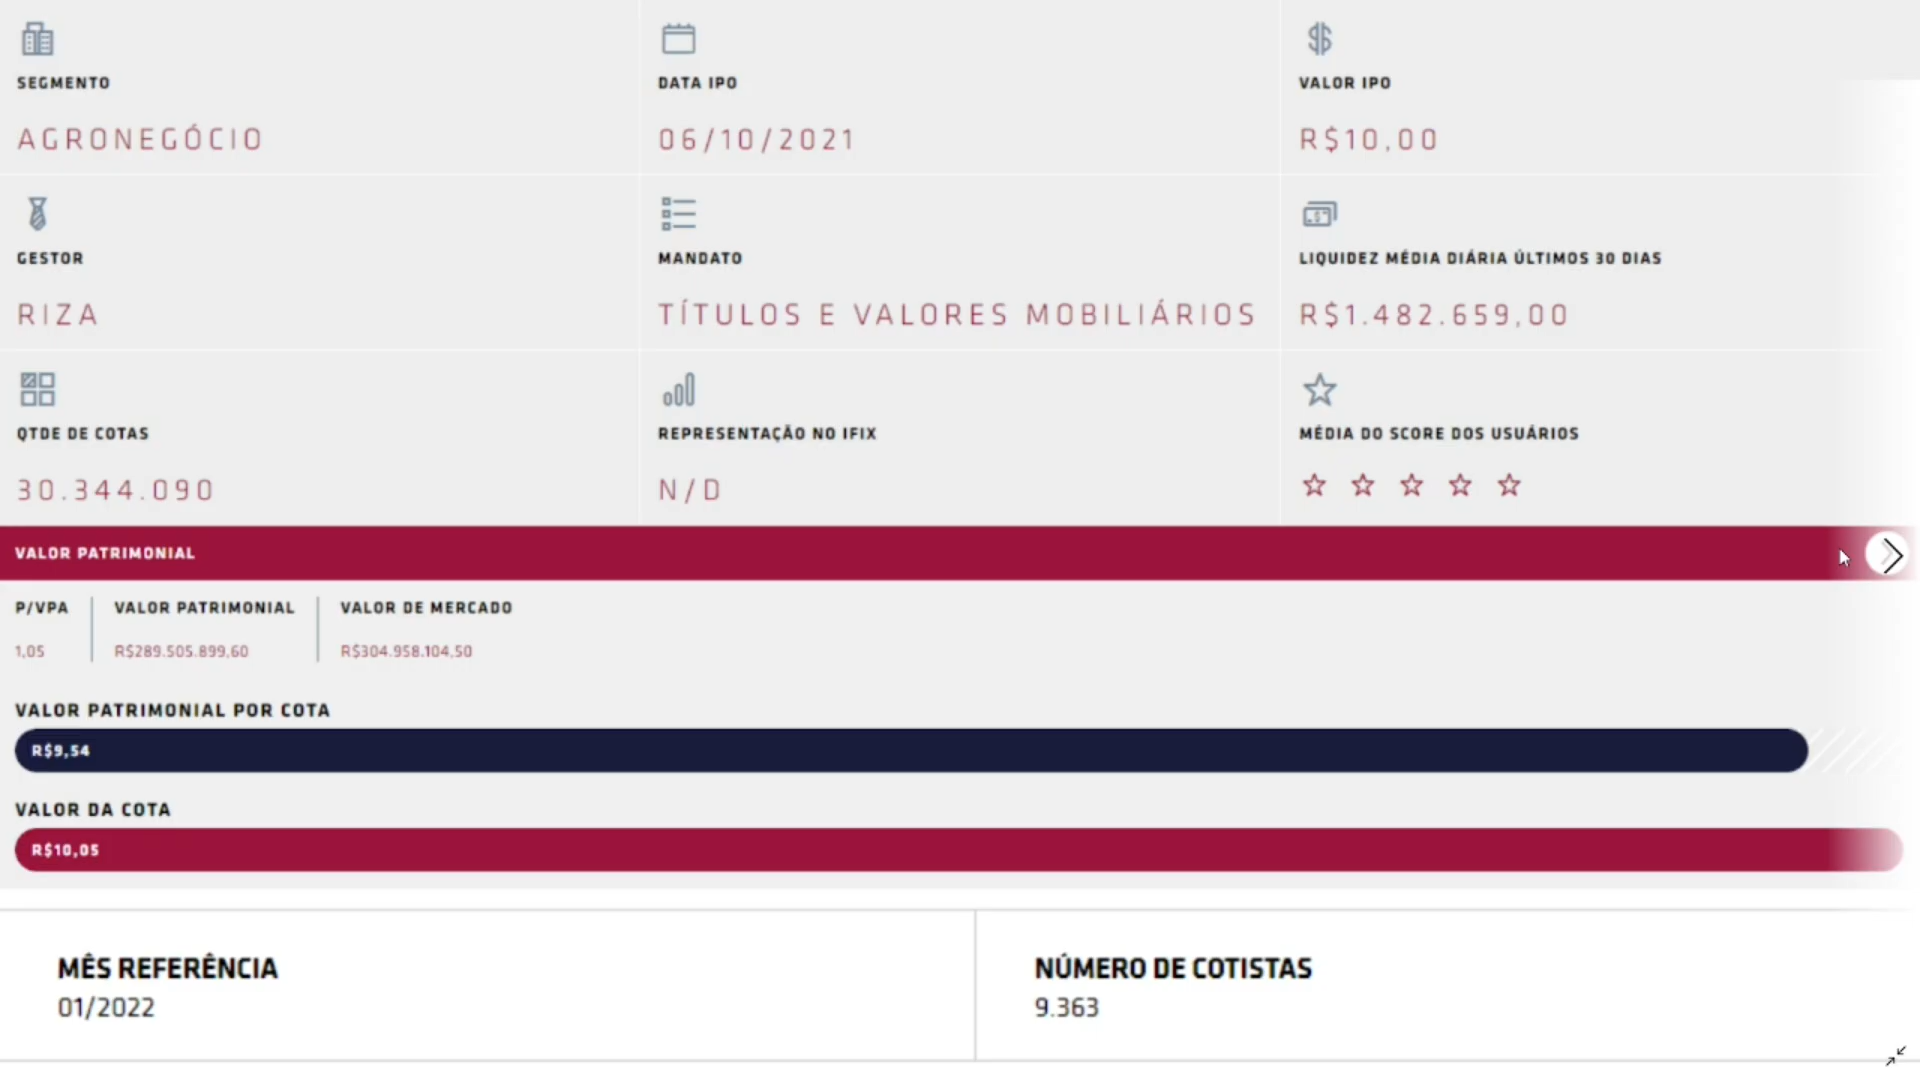 SEGMENTO
AGRONEGÓCIO
DATA IPO
06/10/2021
VALOR IPO
R$10,00
GESTOR
RIZA
MANDATO
TÍTULOS E VALORES MOBILIÁRIOS
LIQUIDEZ MÉDIA DIÁRIA ÚLTIMOS 30 DIAS
R$1.482.659,00
QTDE DE COTAS
30.344.090
REPRESENTAÇÃO NO IFIX
N/D
MÉDIA DO SCORE DOS USUÁRIOS
VALOR PATRIMONIAL
P/VPA
1,05
VALOR PATRIMONIAL
R$289.505.899,60
VALOR DE MERCADO
R$304.958.104,50
VALOR PATRIMONIAL POR COTA
R$9,54
VALOR DA COTA
R$10,05
MÊS REFERÊNCIA
01/2022
NÚMERO DE COTISTAS
9.363